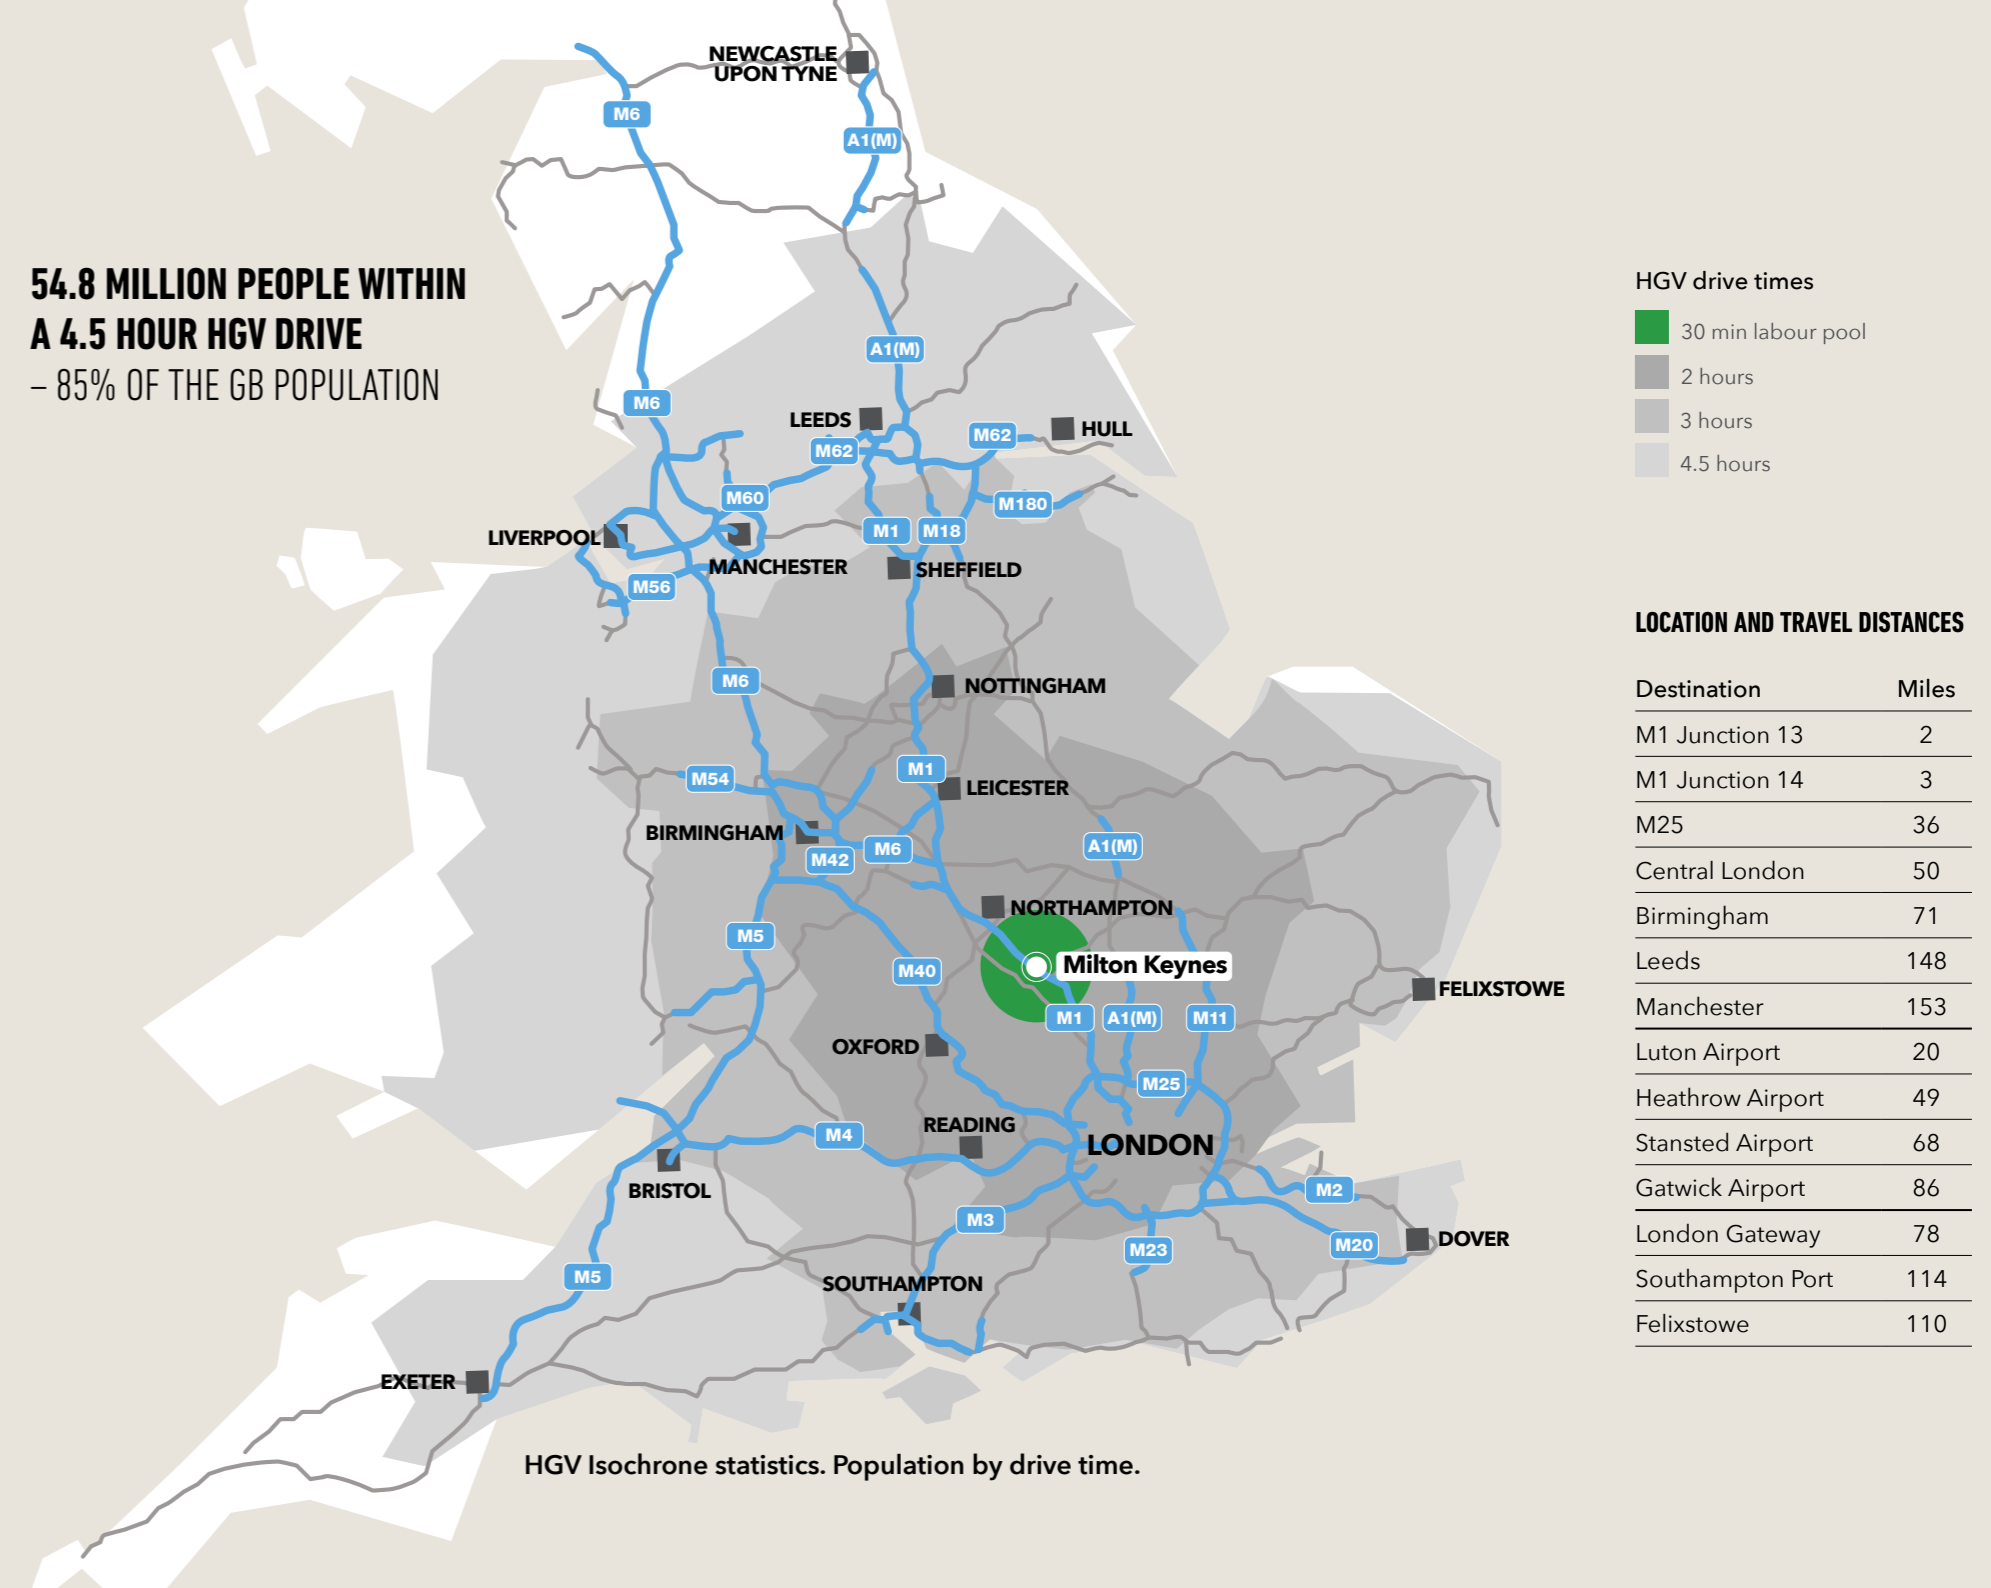 54.8 MILLION PEOPLE WITHIN
A 4.5 HOUR HGV DRIVE
– 85% OF THE GB POPULATION
NEWCASTLE
UPON TYNE
M6
A1(M)
A1(M)
M6
LEEDS
HULL
M62
M62
M60
M180
LIVERPOOL
M1
M18
MANCHESTER
SHEFFIELD
M56
M6
NOTTINGHAM
M54
M1
LEICESTER
BIRMINGHAM
M42
M6
A1(M)
NORTHAMPTON
M5
M40
Milton Keynes
FELIXSTOWE
M1
A1(M)
M11
OXFORD
M25
READING
M4
LONDON
BRISTOL
M2
M3
M20
DOVER
M23
M5
SOUTHAMPTON
EXETER
HGV Isochrone statistics. Population by drive time.
HGV drive times
30 min labour pool
2 hours
3 hours
4.5 hours
LOCATION AND TRAVEL DISTANCES
Destination Miles
M1 Junction 13 2
M1 Junction 14 3
M25 36
Central London 50
Birmingham 71
Leeds 148
Manchester 153
Luton Airport 20
Heathrow Airport 49
Stansted Airport 68
Gatwick Airport 86
London Gateway 78
Southampton Port 114
Felixstowe 110